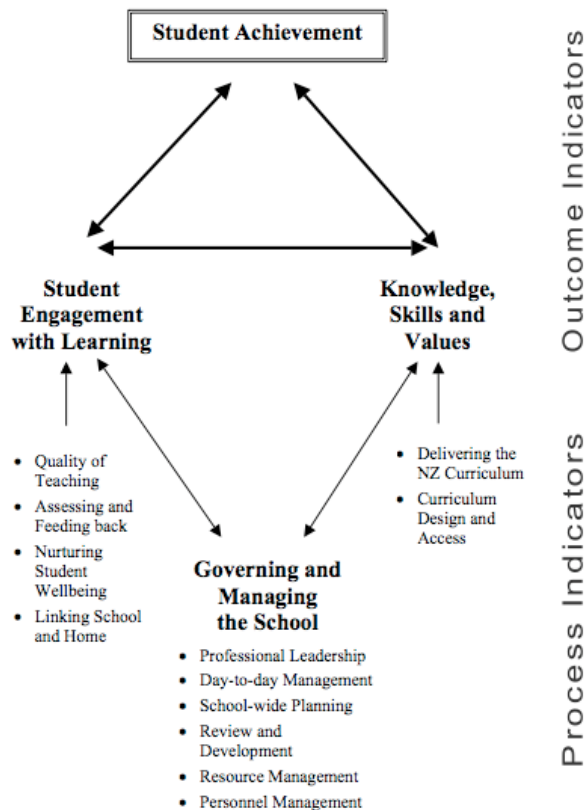 Student Achievement
Outcome Indicators
Student
Engagement
with Learning
Knowledge,
Skills and
Values
• Quality of
Teaching
• Assessing and
Feeding back
• Nurturing
Student
Wellbeing
• Linking School
and Home
• Delivering the
NZ Curriculum
• Curriculum
Design and
Access
Process Indicators
Governing and
Managing
the School
• Professional Leadership
• Day-to-day Management
• School-wide Planning
• Review and
Development
• Resource Management
• Personnel Management